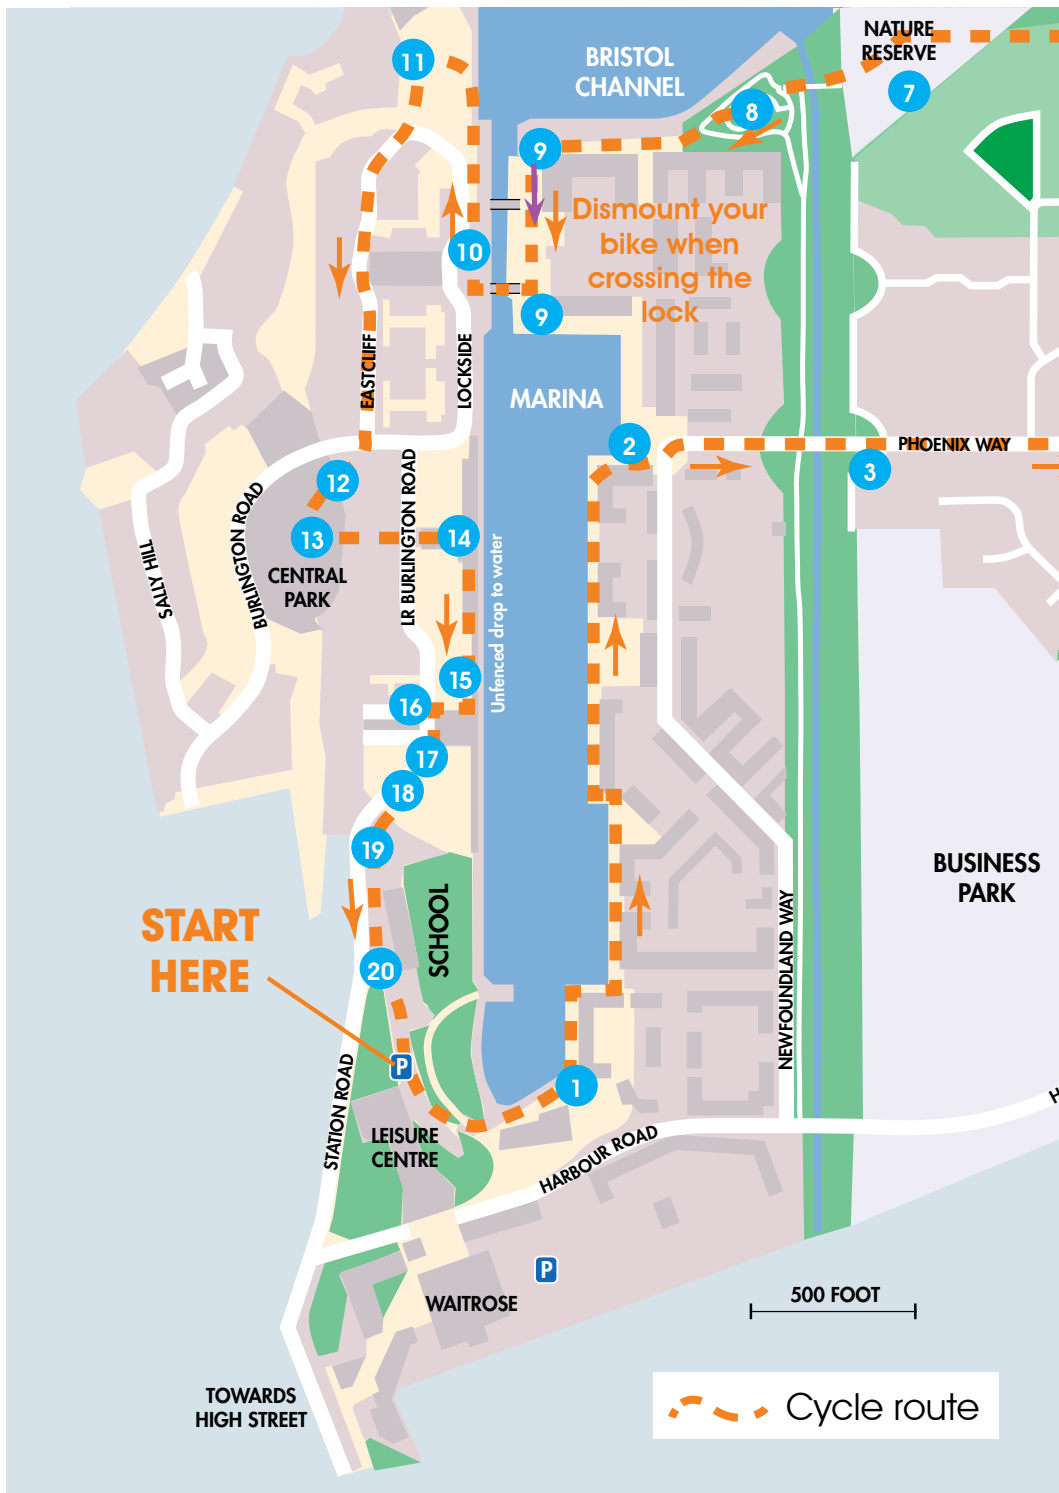 NATURE
RESERVE
BRISTOL
CHANNEL
11
7
8
9
Dismount your
bike when
crossing the
lock
10
9
EASTCLIFF
LOCKSIDE
MARINA
2
PHOENIX WAY
3
12
BURLINGTON ROAD
LR BURLINGTON ROAD
13
14
CENTRAL
PARK
SALLY HILL
Unfenced drop to water
15
16
17
18
19
BUSINESS
PARK
SCHOOL
START
HERE
20
NEWFOUNDLAND WAY
P
1
STATION ROAD
LEISURE
CENTRE
HARBOUR ROAD
H
P
WAITROSE
500 FOOT
TOWARDS
HIGH STREET
Cycle route